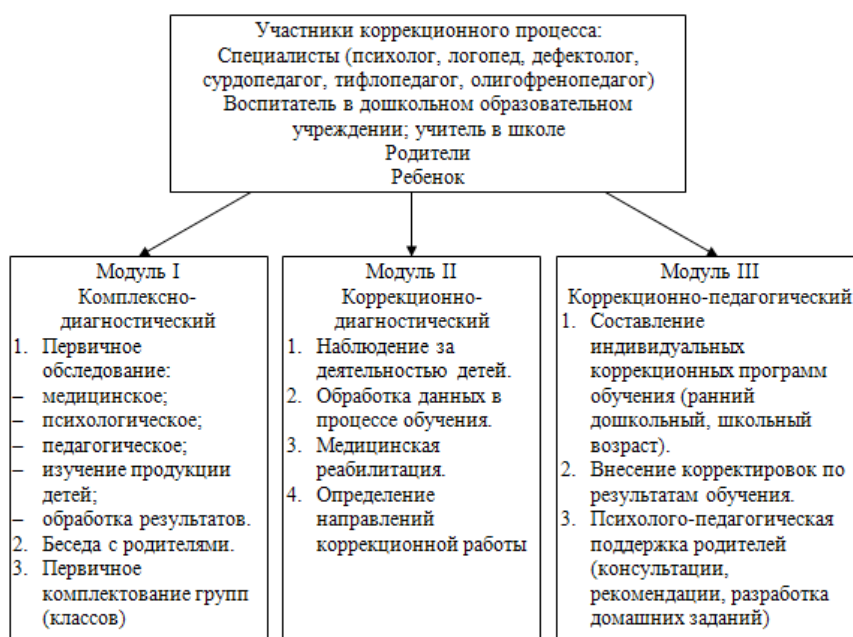 Участники коррекционного процесса:
Специалисты (психолог, логопед, дефектолог,
сурдопедагог, тифлопедагог, олигофренопедагог)
Воспитатель в дошкольном образовательном
учреждении; учитель в школе
Родители
Ребенок
Модуль I
Комплексно-
диагностический
1. Первичное
обследование:
– медицинское;
– психологическое;
– педагогическое;
– изучение продукции
детей;
– обработка результатов.
2. Беседа с родителями.
3. Первичное
комплектование групп
(классов)
Модуль II
Коррекционно-
диагностический
1. Наблюдение за
деятельностью детей.
2. Обработка данных в
процессе обучения.
3. Медицинская
реабилитация.
4. Определение
направлений
коррекционной работы
Модуль III
Коррекционно-педагогический
1. Составление
индивидуальных
коррекционных программ
обучения (ранний
дошкольный, школьный
возраст).
2. Внесение корректировок по
результатам обучения.
3. Психолого-педагогическая
поддержка родителей
(консультации,
рекомендации, разработка
домашних заданий)